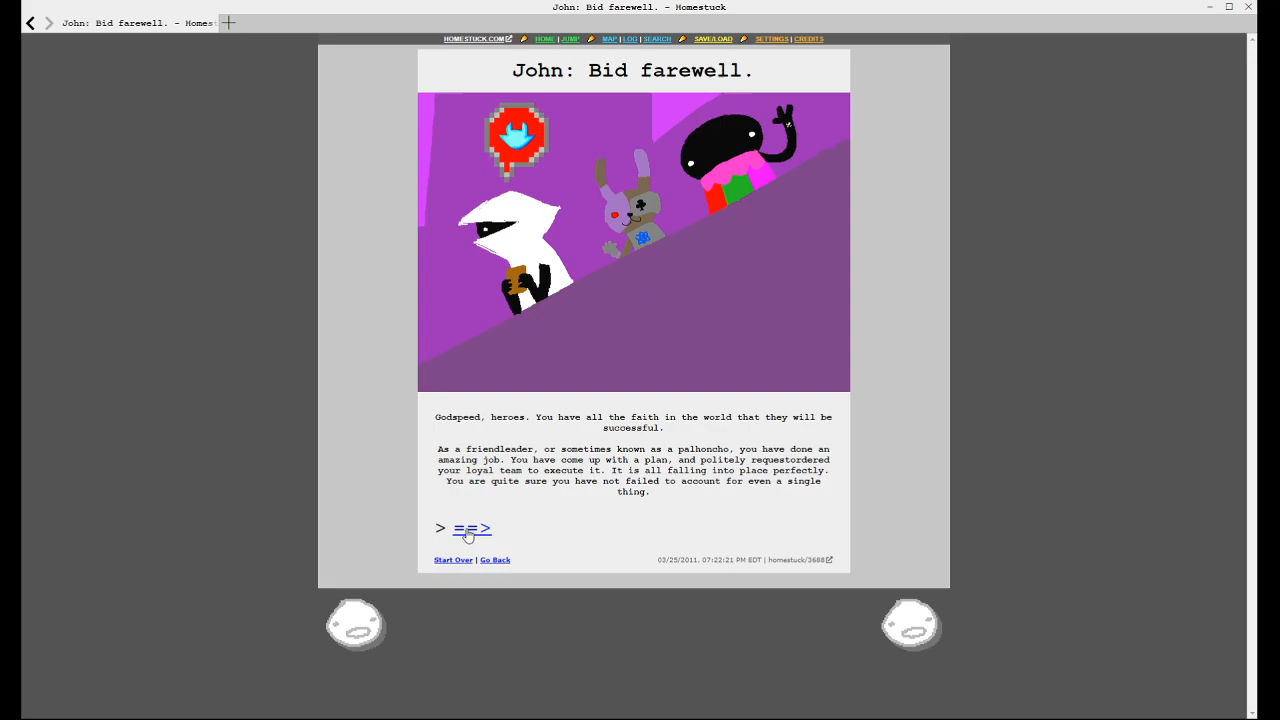 John: Bid farewell. - Homestuck
John: Bid farewell. - Homes
HOMESTUCK.COM HOME | JUMP MAP | LOG | SEARCH SAVE/LOAD SETTINGS | CREDITS
John: Bid farewell.
Godspeed, heroes. You have all the faith in the world that they will be
successful.
As a friendleader, or sometimes known as a palhoncho, you have done an
amazing job. You have come up with a plan, and politely requestordered
your loyal team to execute it. It is all falling into place perfectly.
You are quite sure you have not failed to account for even a single
thing.
> ==>
Start Over | Go Back 03/25/2011, 07:22:21 PM EDT | homestuck/3688